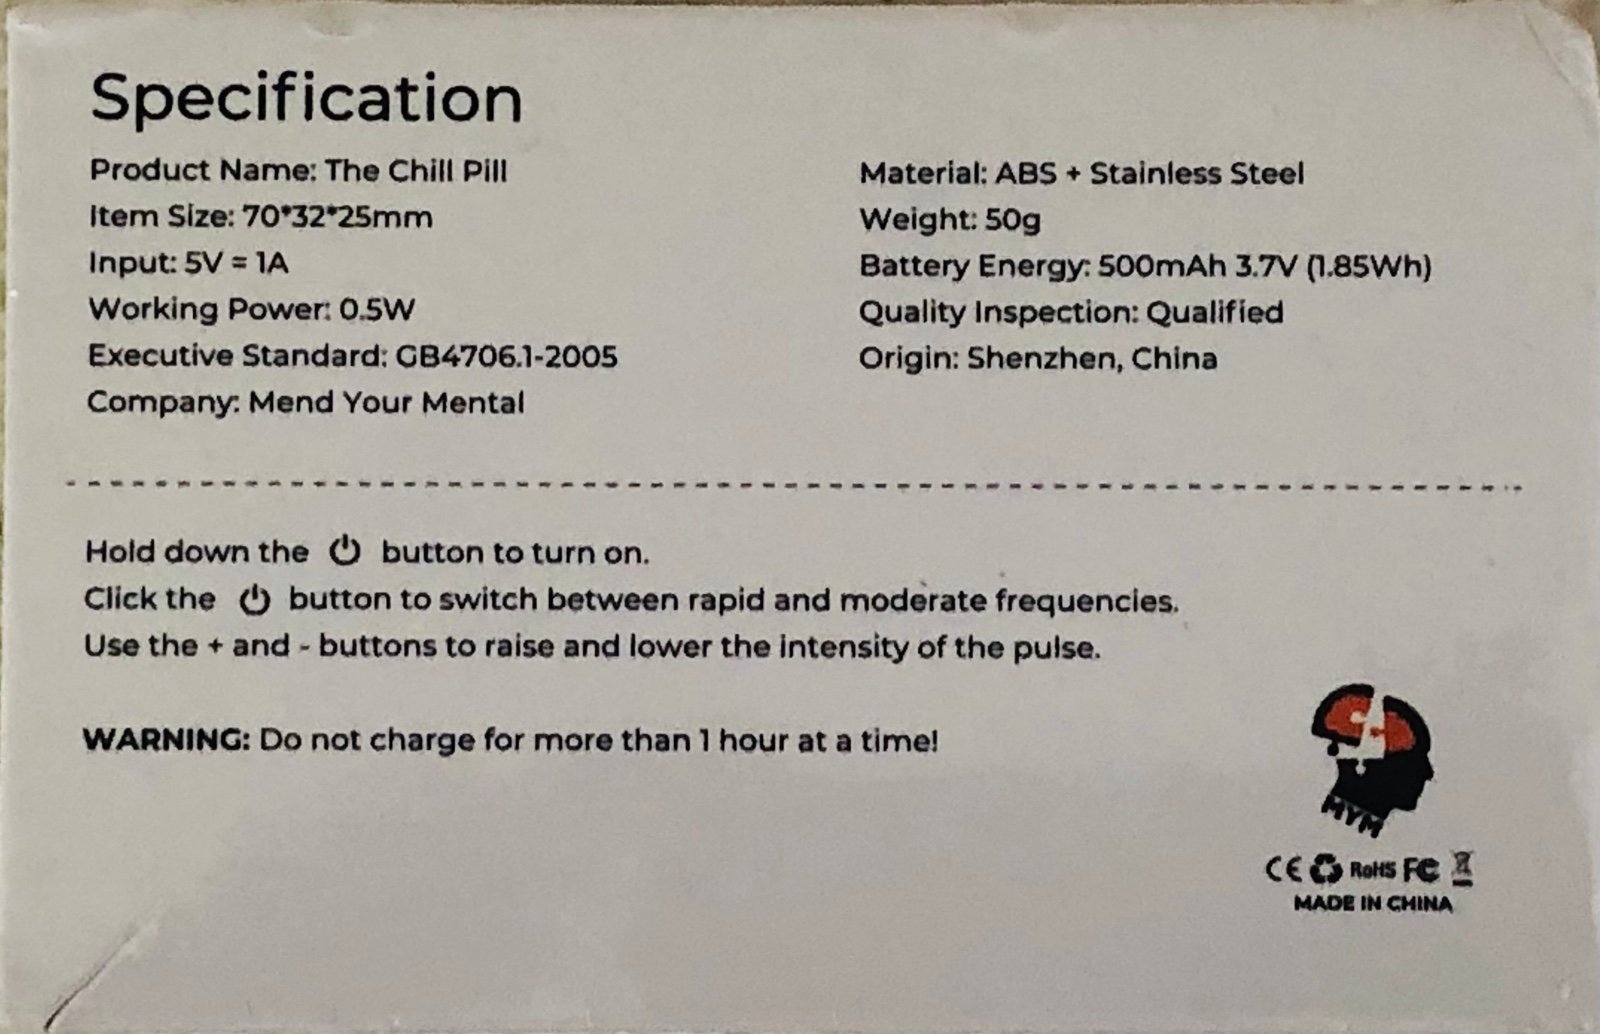 Specification
Product Name: The Chill Pill
Item Size: 70*32*25mm
Input: 5V = 1A
Working Power: 0.5W
Executive Standard: GB4706.1-2005
Company: Mend Your Mental
Material: ABS + Stainless Steel
Weight: 50g
Battery Energy: 500mAh 3.7V (1.85Wh)
Quality Inspection: Qualified
Origin: Shenzhen, China
Hold down the ⏻ button to turn on.
Click the ⏻ button to switch between rapid and moderate frequencies.
Use the + and - buttons to raise and lower the intensity of the pulse.
WARNING: Do not charge for more than 1 hour at a time!
MYM
CE RoHS FC
MADE IN CHINA